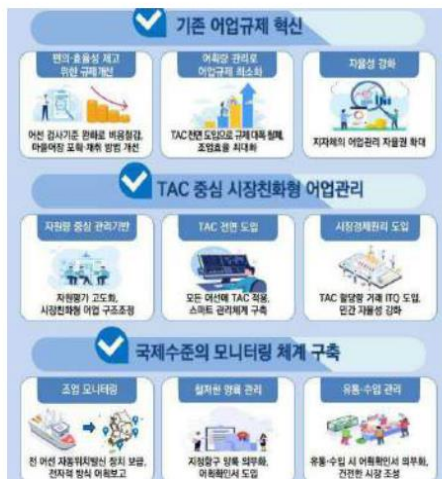 기존 어업규제 혁신
편의·효율성 제고
위한 규제개선
어선 검사기준 완화로 비용절감,
마을어장 포획·채취 방법 개선
어획량 관리로
어업규제 최소화
TAC 전면 도입으로 규제 대폭 철폐,
조업효율 극대화
자율성 강화
지자체의 어업관리 자율권 확대
TAC 중심 시장친화형 어업관리
자원량 중심 관리기반
자원평가 고도화,
시장친화형 어업 구조조정
TAC 전면 도입
모든 어선에 TAC 적용,
스마트 관리체계 구축
시장경제원리 도입
TAC 할당량 거래 ITQ 도입,
민간 자율성 강화
국제수준의 모니터링 체계 구축
조업 모니터링
전 어선 자동위치발신 장치 보급,
전자적 방식 어획보고
철저한 양륙 관리
지정항구 양륙 의무화,
어획확인서 도입
유통·수입 관리
유통·수입 시 어획확인서 의무화,
건전한 시장 조성